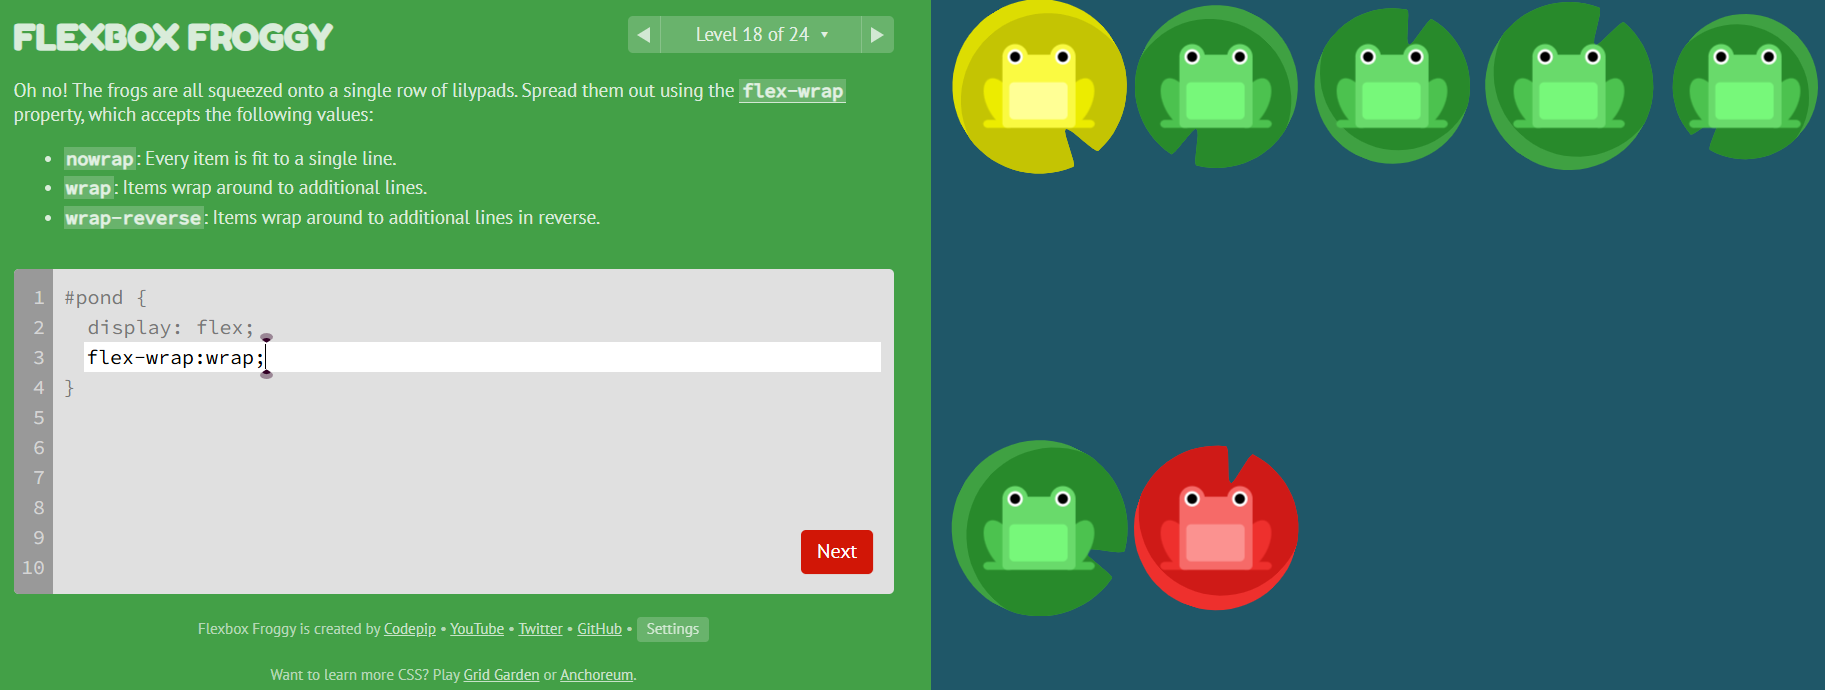 FLEXBOX FROGGY
Level 18 of 24 ▾
Oh no! The frogs are all squeezed onto a single row of lilypads. Spread them out using the flex-wrap
property, which accepts the following values:
• nowrap: Every item is fit to a single line.
• wrap: Items wrap around to additional lines.
• wrap-reverse: Items wrap around to additional lines in reverse.
1 #pond {
2 display: flex;
3 flex-wrap:wrap;
4 }
5
6
7
8
9
10
Next
Flexbox Froggy is created by Codepip • YouTube • Twitter • GitHub • Settings
Want to learn more CSS? Play Grid Garden or Anchoreum.